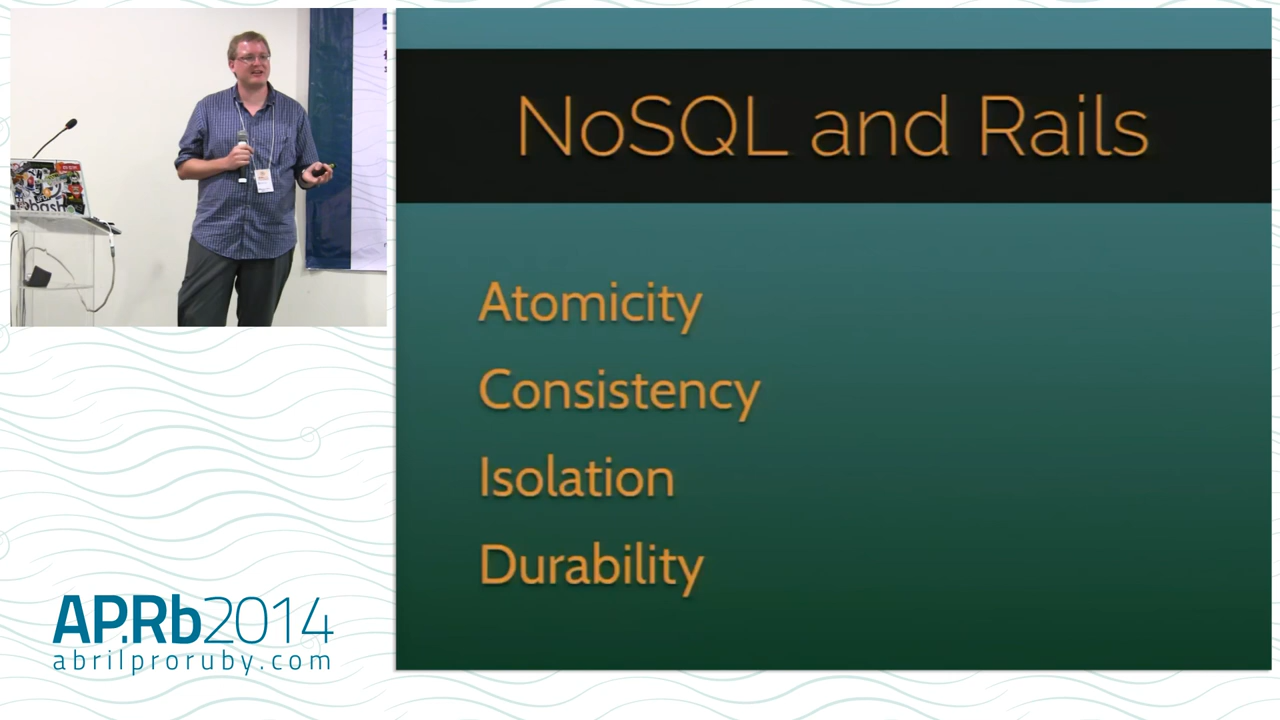 NoSQL and Rails
Atomicity
Consistency
Isolation
Durability
AP.Rb2014
abrilproruby.com